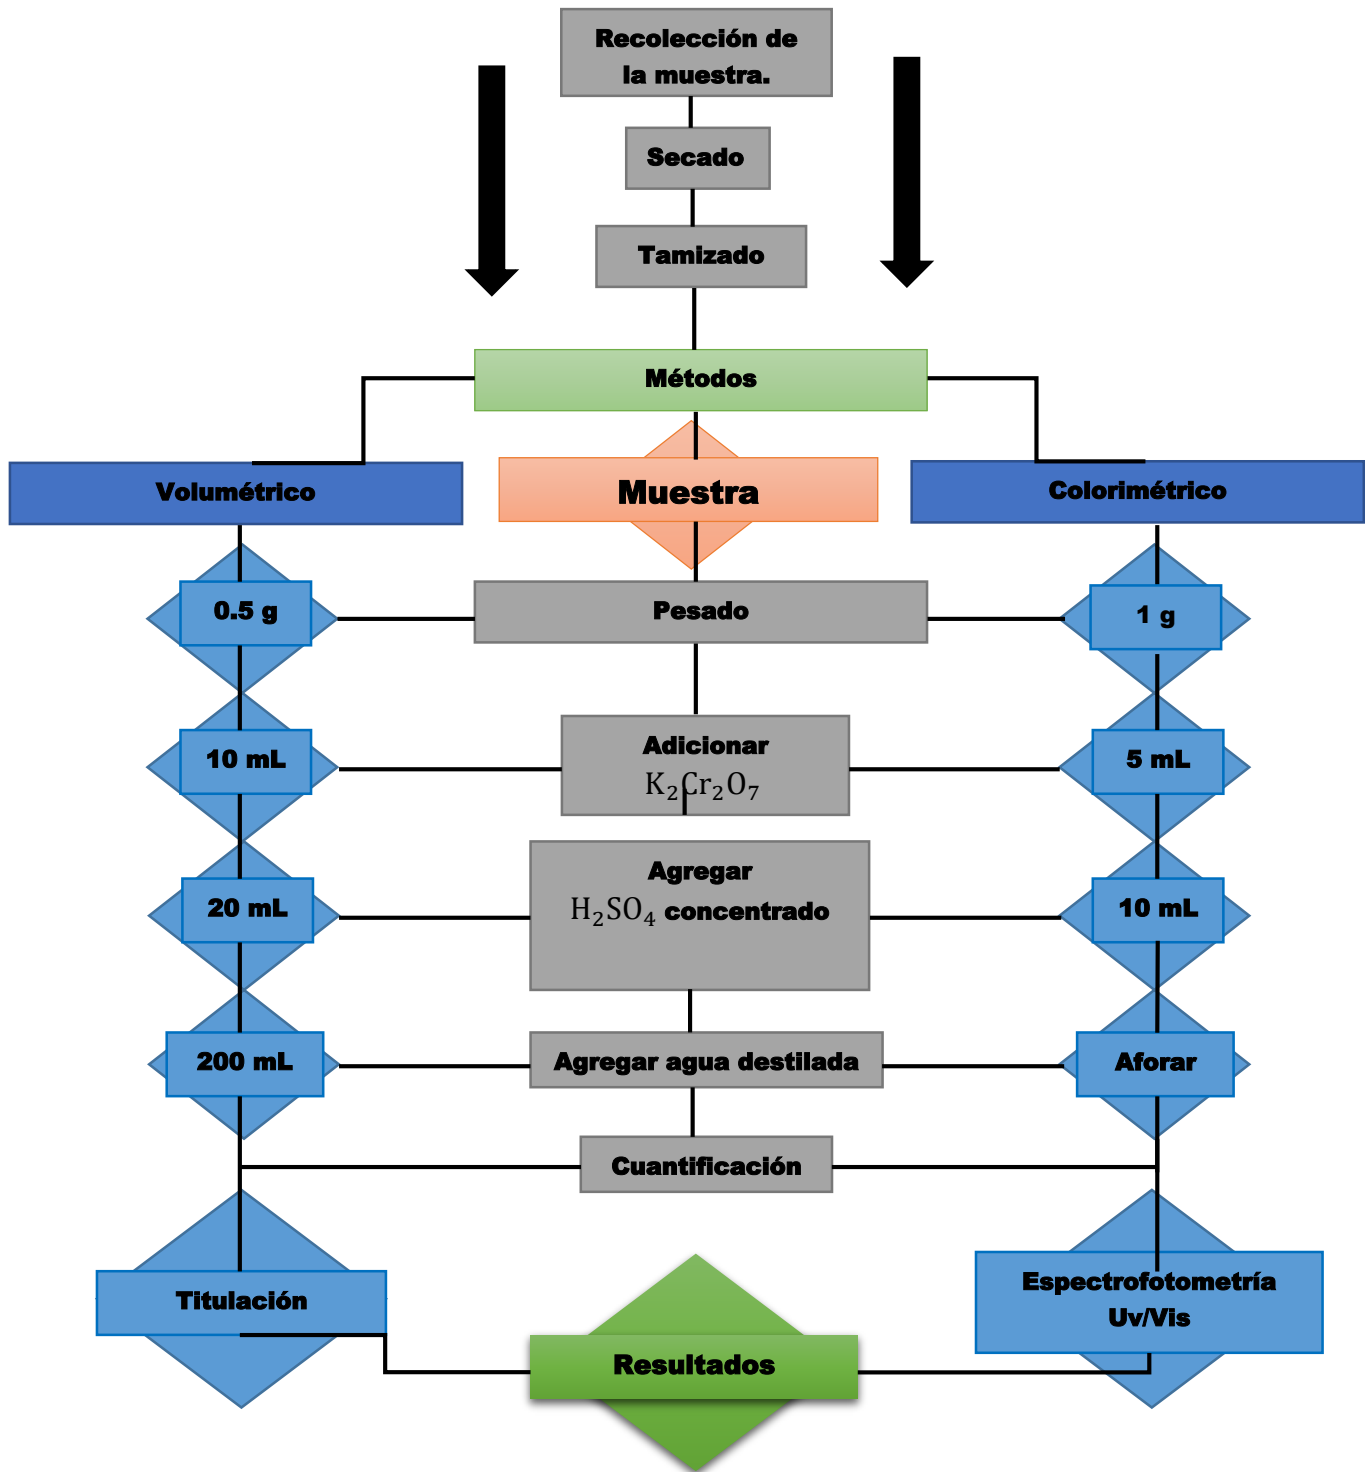 Recolección de
la muestra.
Secado
Tamizado
Métodos
Volumétrico
Muestra
Colorimétrico
0.5 g
Pesado
1 g
10 mL
Adicionar
K₂Cr₂O₇
5 mL
20 mL
Agregar
H₂SO₄ concentrado
10 mL
200 mL
Agregar agua destilada
Aforar
Cuantificación
Titulación
Espectrofotometría
Uv/Vis
Resultados